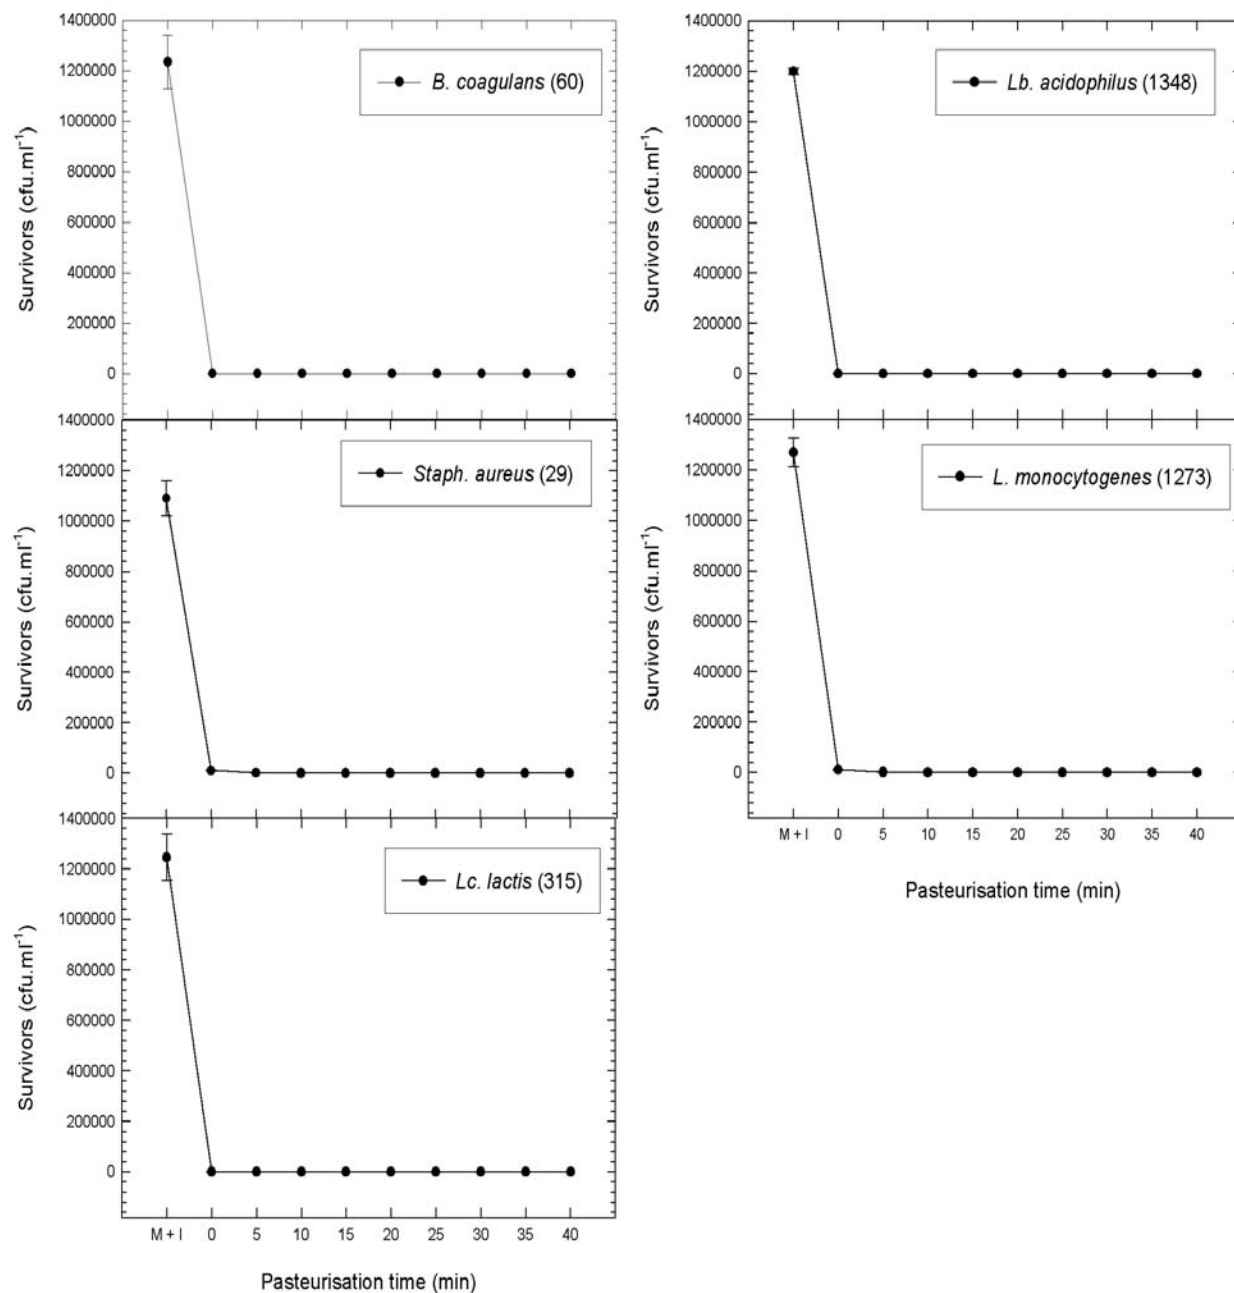 1400000
1200000
1000000
800000
600000
400000
200000
0
Survivors (cfu.ml-1)
B. coagulans (60)
1400000
1200000
1000000
800000
600000
400000
200000
0
Survivors (cfu.ml-1)
Lb. acidophilus (1348)
1400000
1200000
1000000
800000
600000
400000
200000
0
Survivors (cfu.ml-1)
Staph. aureus (29)
1400000
1200000
1000000
800000
600000
400000
200000
0
Survivors (cfu.ml-1)
L. monocytogenes (1273)
M + I 0 5 10 15 20 25 30 35 40
Pasteurisation time (min)
1400000
1200000
1000000
800000
600000
400000
200000
0
Survivors (cfu.ml-1)
Lc. lactis (315)
M + I 0 5 10 15 20 25 30 35 40
Pasteurisation time (min)